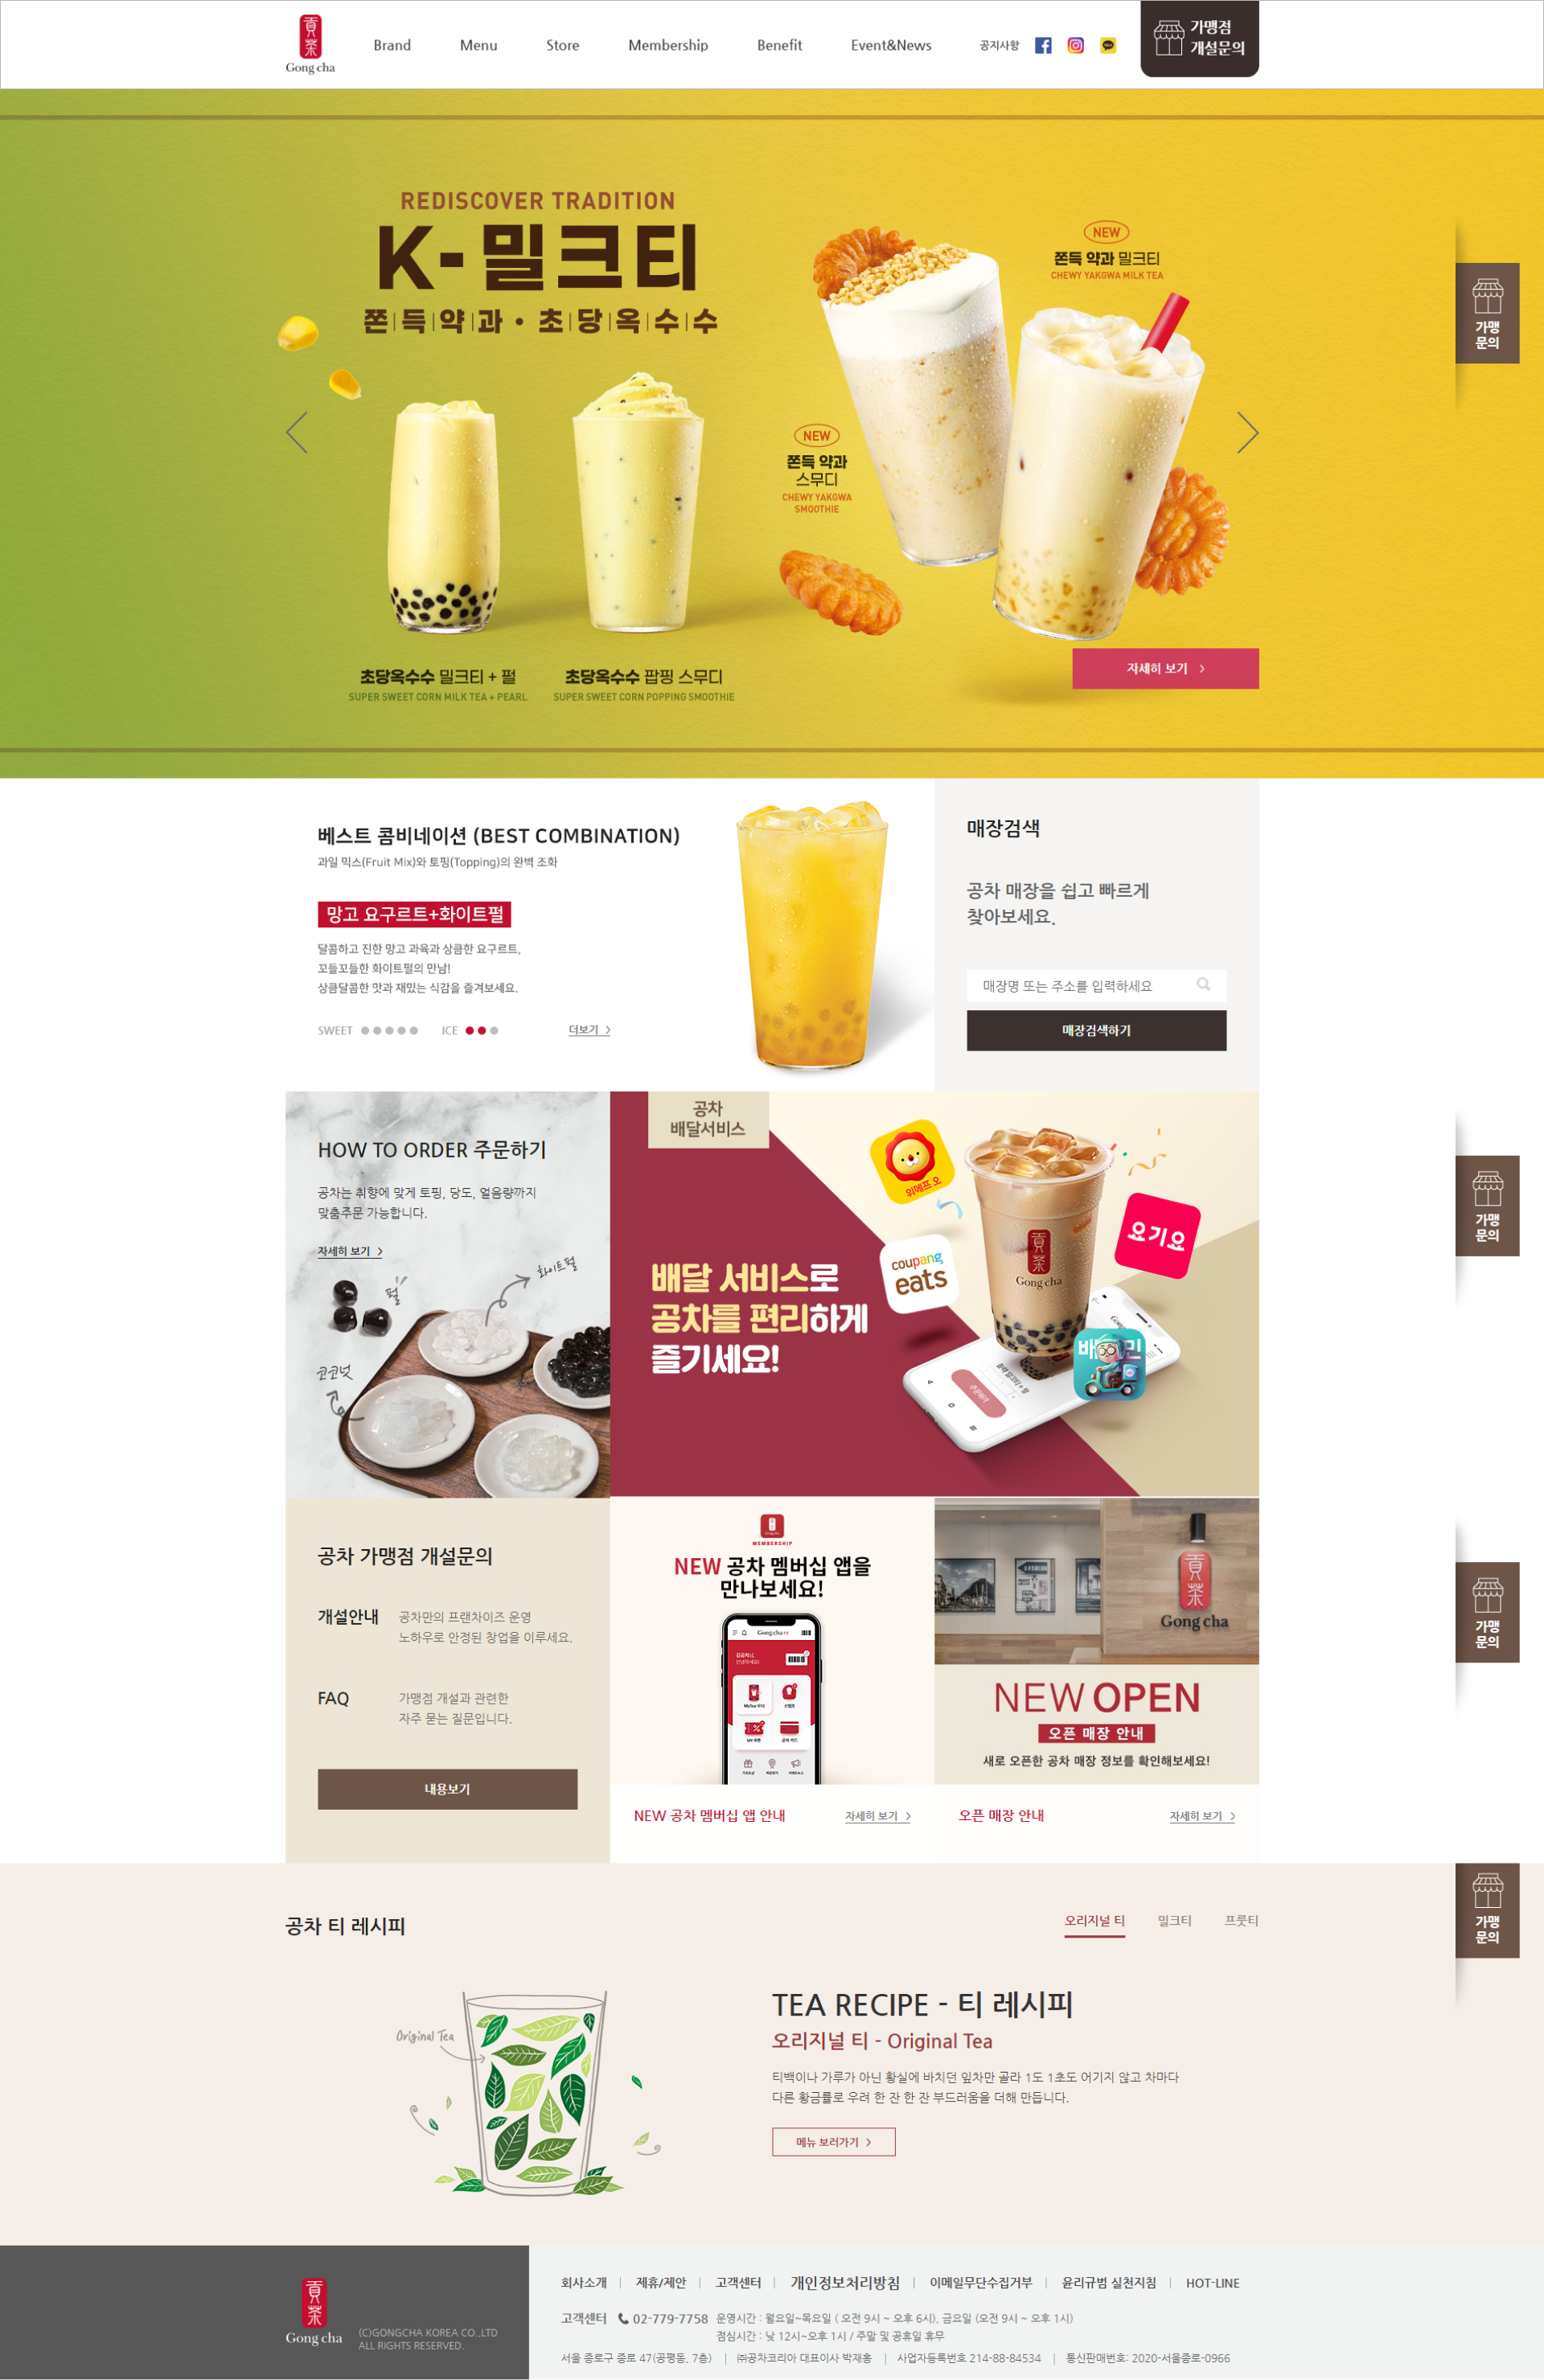 貢茶
Gong cha
Brand
Menu
Store
Membership
Benefit
Event&News
공지사항
가맹점
개설문의
REDISCOVER TRADITION
K-밀크티
쫀득약과・초당옥수수
NEW
쫀득 약과 밀크티
CHEWY YAKGWA MILK TEA
NEW
쫀득 약과
스무디
CHEWY YAKGWA
SMOOTHIE
초당옥수수 밀크티 + 펄
SUPER SWEET CORN MILK TEA + PEARL
초당옥수수 팝핑 스무디
SUPER SWEET CORN POPPING SMOOTHIE
자세히 보기
가맹
문의
베스트 콤비네이션 (BEST COMBINATION)
과일 믹스(Fruit Mix)와 토핑(Topping)의 완벽 조화
망고 요구르트+화이트펄
달콤하고 진한 망고 과육과 상큼한 요구르트,
꼬들꼬들한 화이트펄의 만남!
상큼달콤한 맛과 재밌는 식감을 즐겨보세요.
SWEET
ICE
더보기
매장검색
공차 매장을 쉽고 빠르게
찾아보세요.
매장명 또는 주소를 입력하세요
매장검색하기
HOW TO ORDER 주문하기
공차는 취향에 맞게 토핑, 당도, 얼음량까지
맞춤주문 가능합니다.
자세히 보기
화이트펄
펄
코코넛
공차
배달서비스
배달 서비스로
공차를 편리하게
즐기세요!
위메프오
coupang
eats
요기요
貢茶
Gong cha
주문하기
배민
가맹
문의
공차 가맹점 개설문의
개설안내
공차만의 프랜차이즈 운영
노하우로 안정된 창업을 이루세요.
FAQ
가맹점 개설과 관련한
자주 묻는 질문입니다.
내용보기
MEMBERSHIP
NEW 공차 멤버십 앱을
만나보세요!
Gong cha
NEW 공차 멤버십 앱 안내
자세히 보기
貢茶
Gong cha
NEW OPEN
오픈 매장 안내
새로 오픈한 공차 매장 정보를 확인해보세요!
오픈 매장 안내
자세히 보기
가맹
문의
공차 티 레시피
오리지널 티
밀크티
프룻티
가맹
문의
Original Tea
TEA RECIPE - 티 레시피
오리지널 티 - Original Tea
티백이나 가루가 아닌 황실에 바치던 잎차만 골라 1도 1초도 어기지 않고 차마다
다른 황금률로 우려 한 잔 한 잔 부드러움을 더해 만듭니다.
메뉴 보러가기
貢茶
Gong cha
(C)GONGCHA KOREA CO.,LTD
ALL RIGHTS RESERVED.
회사소개 | 제휴/제안 | 고객센터 | 개인정보처리방침 | 이메일무단수집거부 | 윤리규범 실천지침 | HOT-LINE
고객센터 02-779-7758 운영시간 : 월요일~목요일 ( 오전 9시 ~ 오후 6시), 금요일 (오전 9시 ~ 오후 1시)
점심시간 : 낮 12시~오후 1시 / 주말 및 공휴일 휴무
서울 종로구 종로 47(공평동, 7층) | ㈜공차코리아 대표이사 박재홍 | 사업자등록번호 214-88-84534 | 통신판매번호: 2020-서울종로-0966